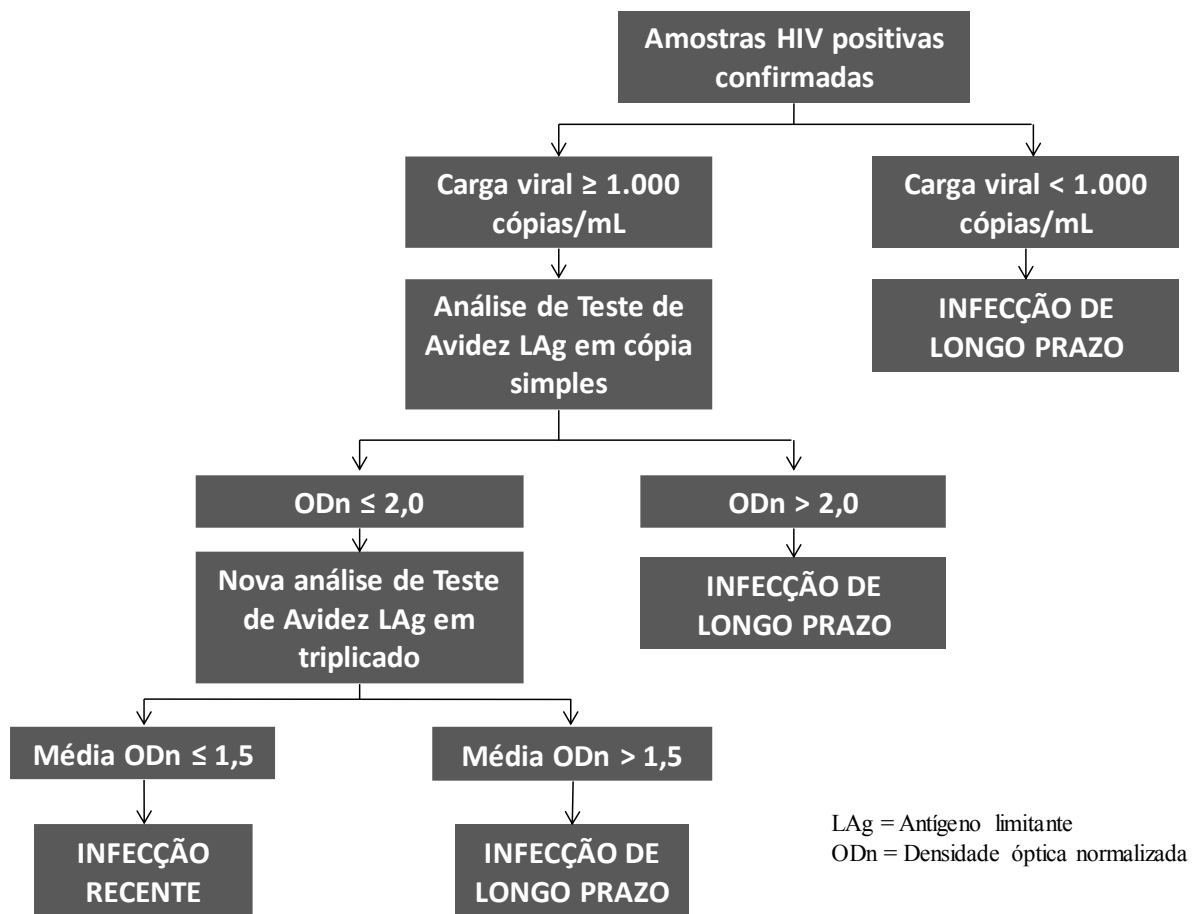 Amostras HIV positivas
confirmadas
Carga viral ≥ 1.000
cópias/mL
Carga viral < 1.000
cópias/mL
Análise de Teste de
Avidez LAg em cópia
simples
INFECÇÃO DE
LONGO PRAZO
ODn ≤ 2,0
ODn > 2,0
Nova análise de Teste
de Avidez LAg em
triplicado
INFECÇÃO DE
LONGO PRAZO
Média ODn ≤ 1,5
Média ODn > 1,5
INFECÇÃO
RECENTE
INFECÇÃO DE
LONGO PRAZO
LAg = Antígeno limitante
ODn = Densidade óptica normalizada